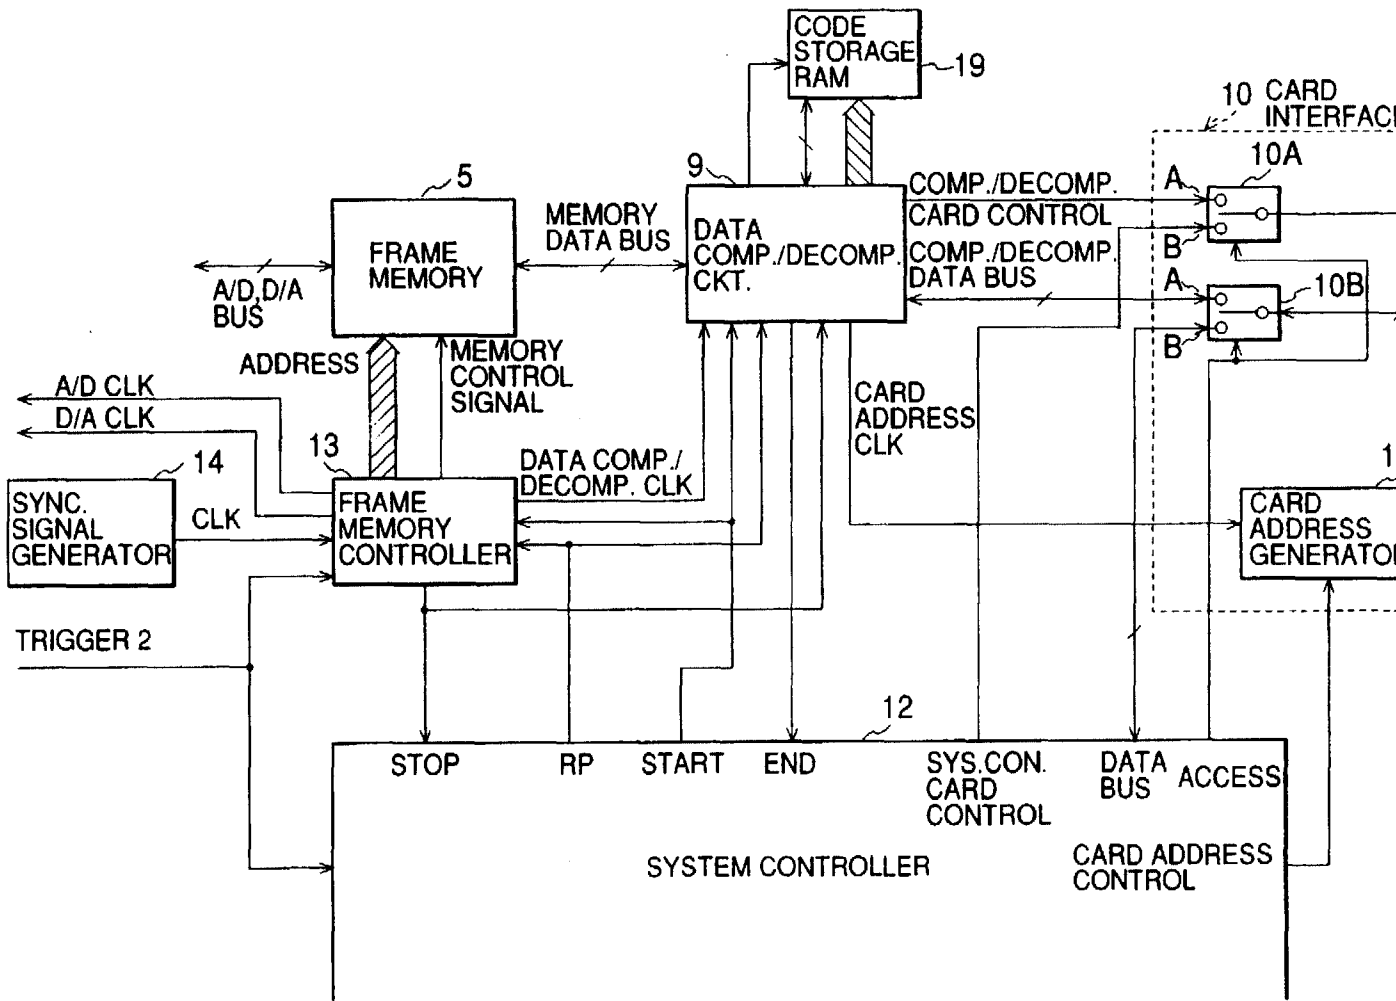 CODE
STORAGE
RAM
19
10
CARD
INTERFACE
10A
A
B
5
9
FRAME
MEMORY
MEMORY
DATA BUS
DATA
COMP./DECOMP.
CKT.
COMP./DECOMP.
CARD CONTROL
COMP./DECOMP.
DATA BUS
A
B
10B
A/D,D/A
BUS
ADDRESS
MEMORY
CONTROL
SIGNAL
CARD
ADDRESS
CLK
A/D CLK
D/A CLK
14
13
SYNC.
SIGNAL
GENERATOR
CLK
FRAME
MEMORY
CONTROLLER
DATA COMP./
DECOMP. CLK
CARD
ADDRESS
GENERATOR
TRIGGER 2
12
STOP
RP
START
END
SYS.CON.
CARD
CONTROL
DATA
BUS
ACCESS
SYSTEM CONTROLLER
CARD ADDRESS
CONTROL